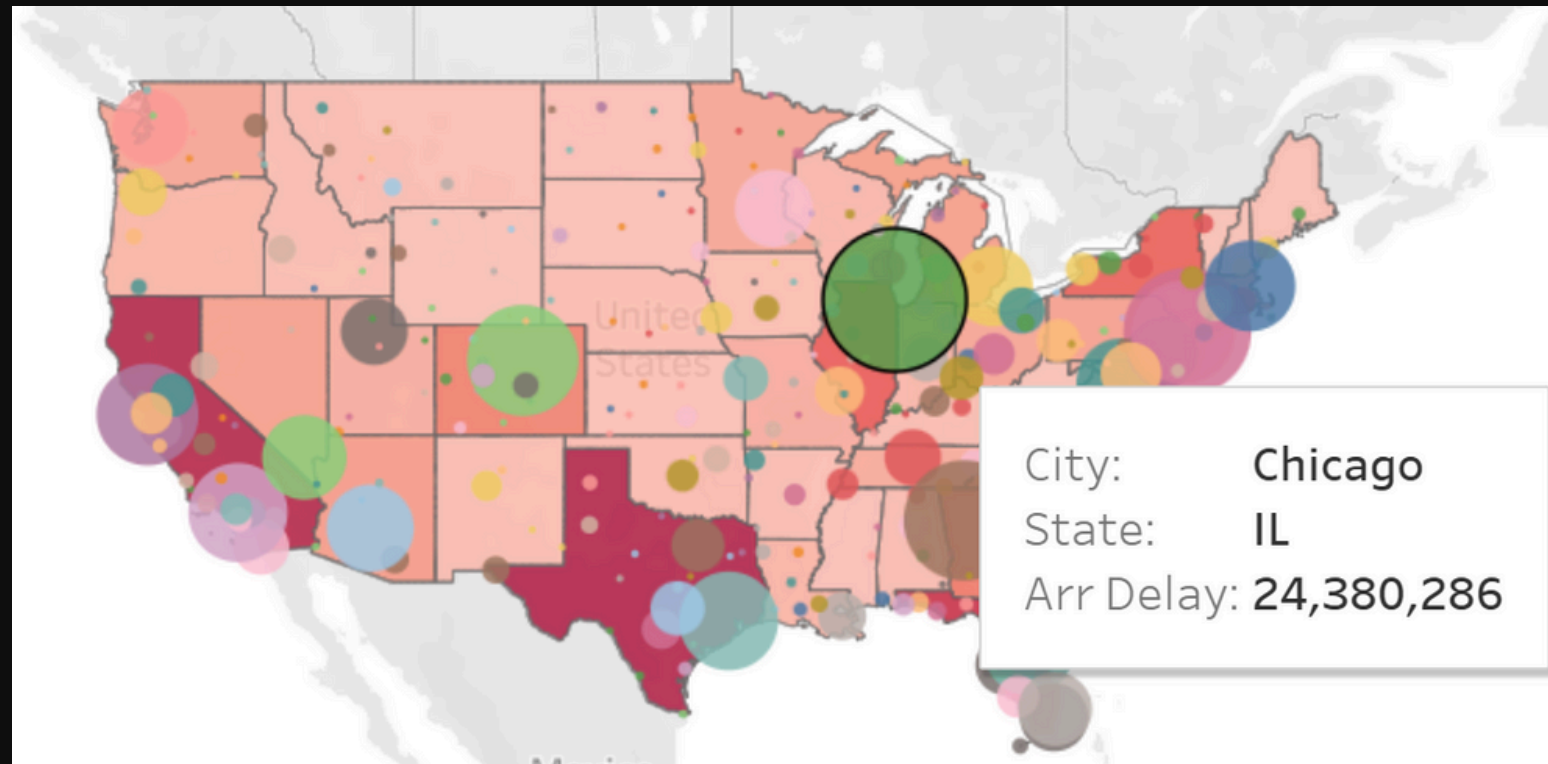 United
States
City: Chicago
State: IL
Arr Delay: 24,380,286